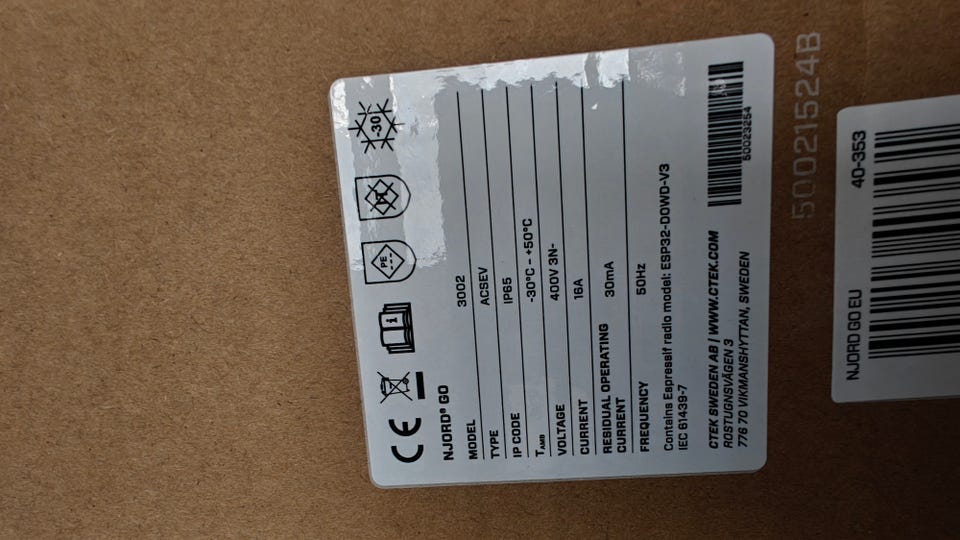 -30
PE
CE
NJORD® GO
MODEL 3002
TYPE ACSEV
IP CODE IP65
TAMB -30°C - +50°C
VOLTAGE 400V 3N~
CURRENT 16A
RESIDUAL OPERATING
CURRENT 30mA
FREQUENCY 50Hz
Contains Espressif radio model: ESP32-D0WD-V3
IEC 61439-7
CTEK SWEDEN AB | WWW.CTEK.COM
ROSTUGNSVÄGEN 3
776 70 VIKMANSHYTTAN, SWEDEN
50023254
50021524B
NJORD GO EU 40-353